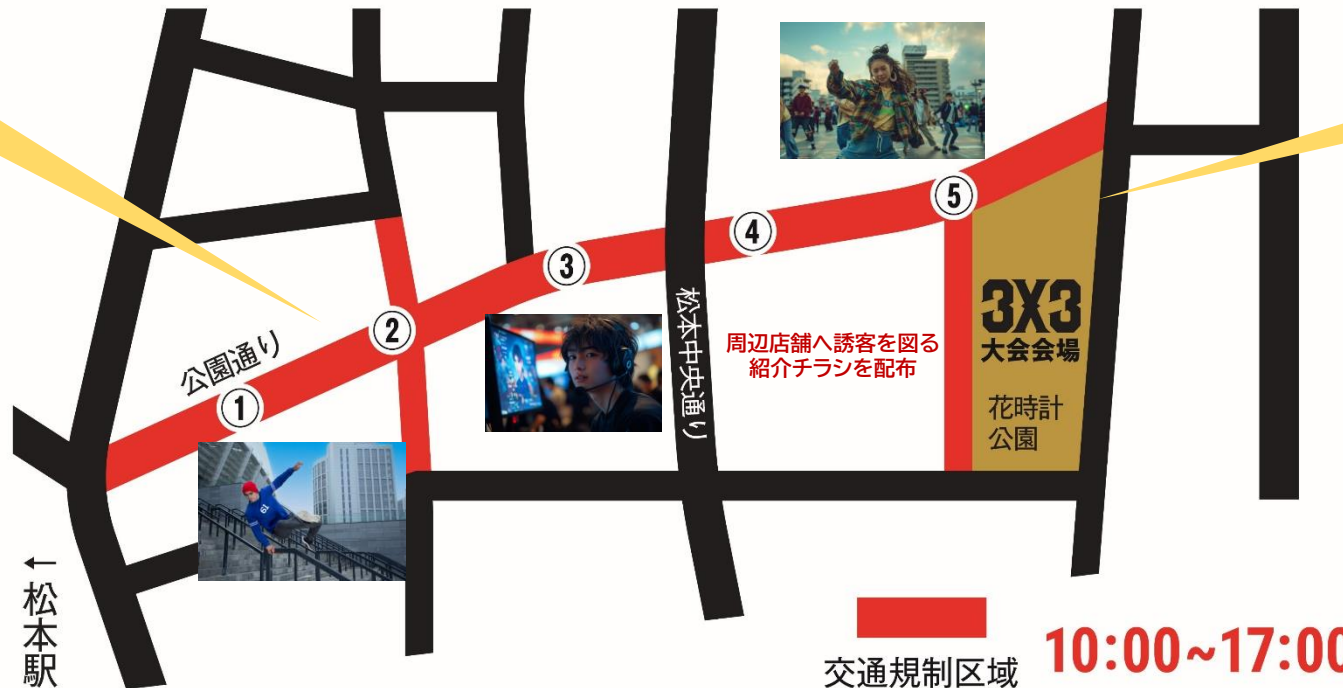 ⑤
④
③
②
①
公園通り
松本中央通り
周辺店舗へ誘客を図る
紹介チラシを配布
3X3
大会会場
花時計
公園
←松本駅
交通規制区域
10:00~17:00
61